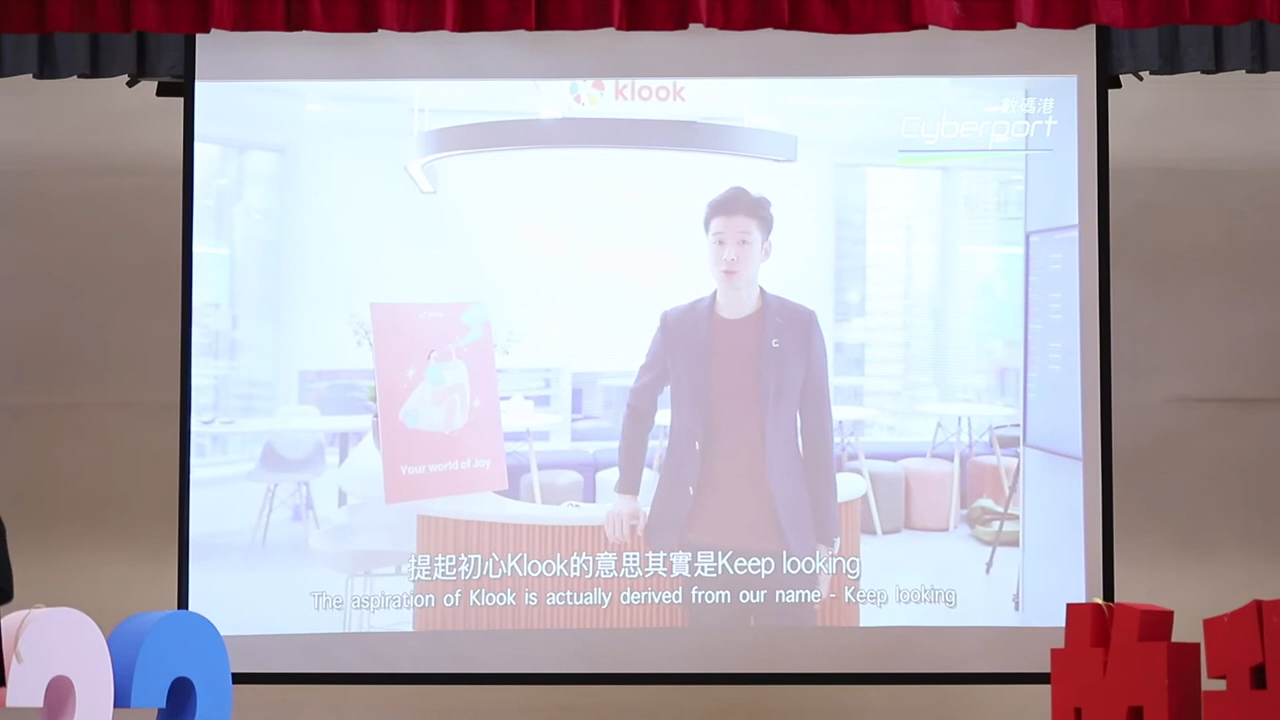 klook
數碼港
Cyberport
Your world of Joy
提起初心Klook的意思其實是Keep looking
The aspiration of Klook is actually derived from our name - Keep looking
22